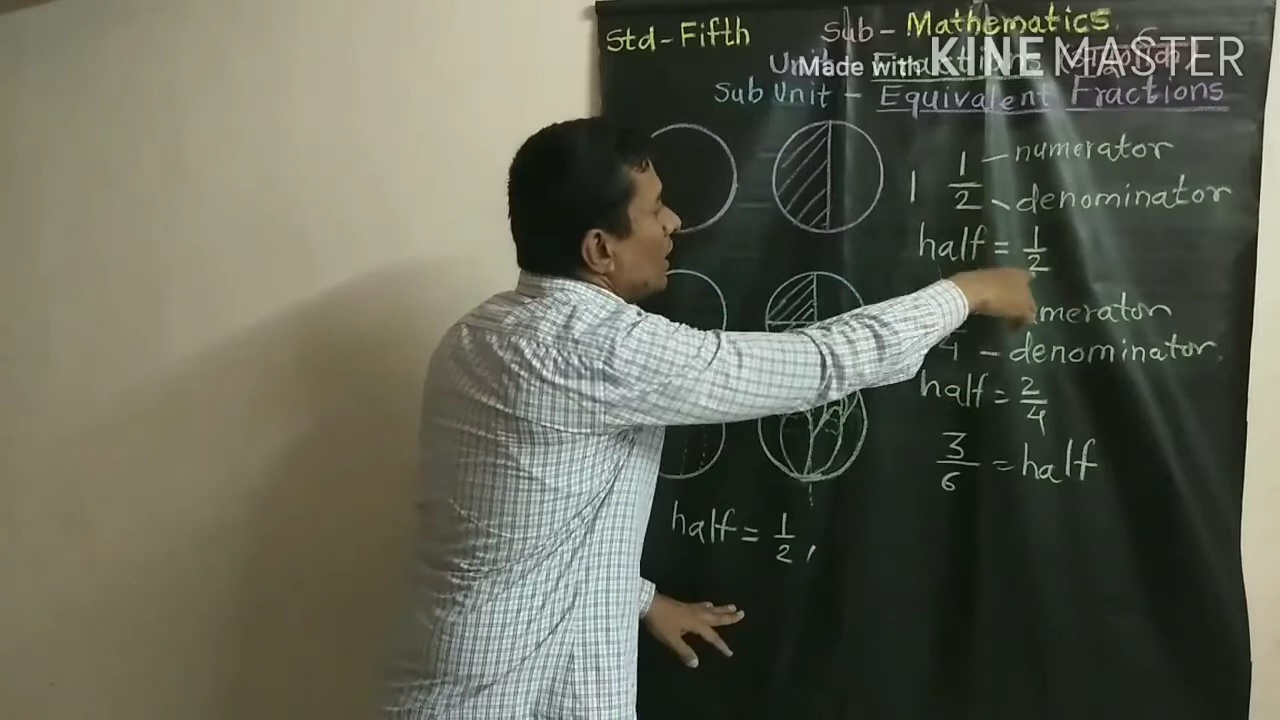 Std - Fifth Sub - Mathematics.
Made with KINEMASTER
Sub Unit - Equivalent Fractions
1 1/2 - numerator
- denominator
half = 1/2
4 - denominator.
half = 2/4
3/6 = half
half = 1/2,